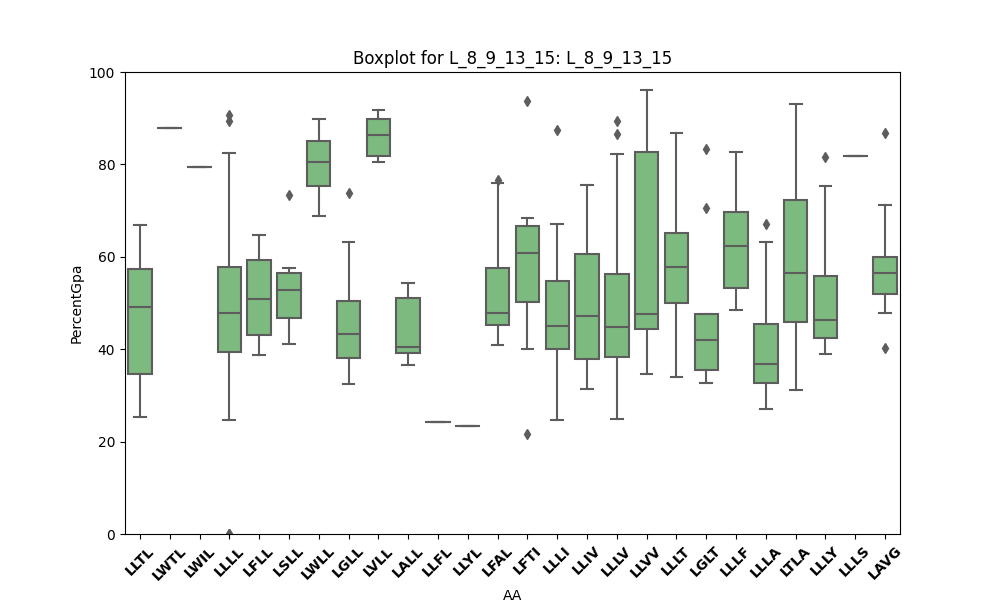 Boxplot for L_8_9_13_15: L_8_9_13_15
PercentGpa
100
80
60
40
20
0
LLTL
LWTL
LWIL
LLLL
LFLL
LSLL
LWLL
LGLL
LVLL
LALL
LLFL
LLYL
LFAL
LFTI
LLLI
LLIV
LLLV
LLVV
LLLT
LGLT
LLLF
LLLA
LTLA
LLLY
LLLS
LAVG
AA